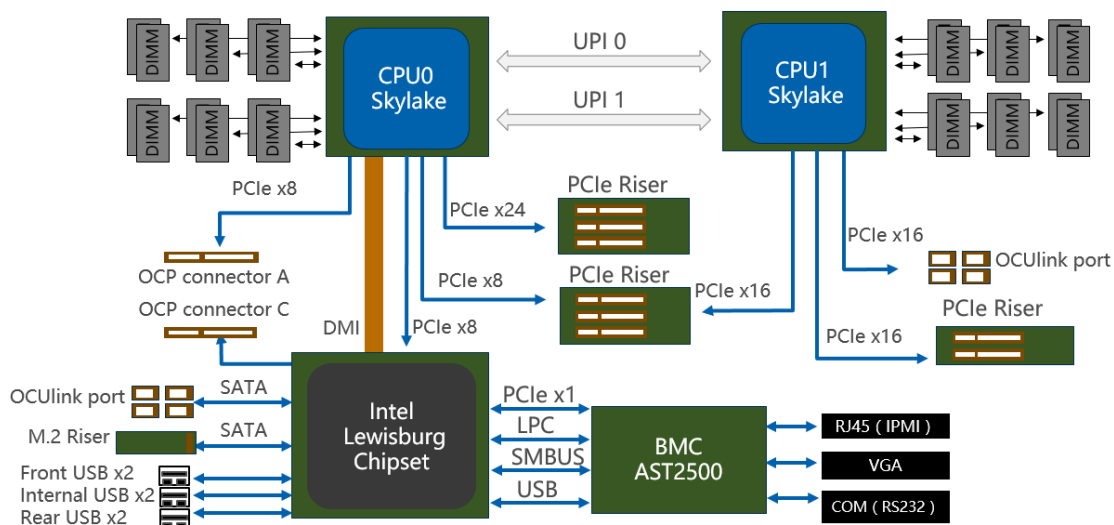 DIMM
DIMM
DIMM
CPU0
Skylake
UPI 0
CPU1
Skylake
DIMM
DIMM
DIMM
DIMM
DIMM
DIMM
UPI 1
DIMM
DIMM
DIMM
PCIe x8
PCIe x24
PCIe Riser
PCIe x16
OCUlink port
OCP connector A
PCIe x8
PCIe Riser
PCIe x16
OCP connector C
DMI
PCIe x8
PCIe x16
PCIe Riser
OCUlink port
SATA
M.2 Riser
SATA
Front USB x2
Internal USB x2
Rear USB x2
Intel
Lewisburg
Chipset
PCIe x1
LPC
SMBUS
USB
BMC
AST2500
RJ45 ( IPMI )
VGA
COM ( RS232 )